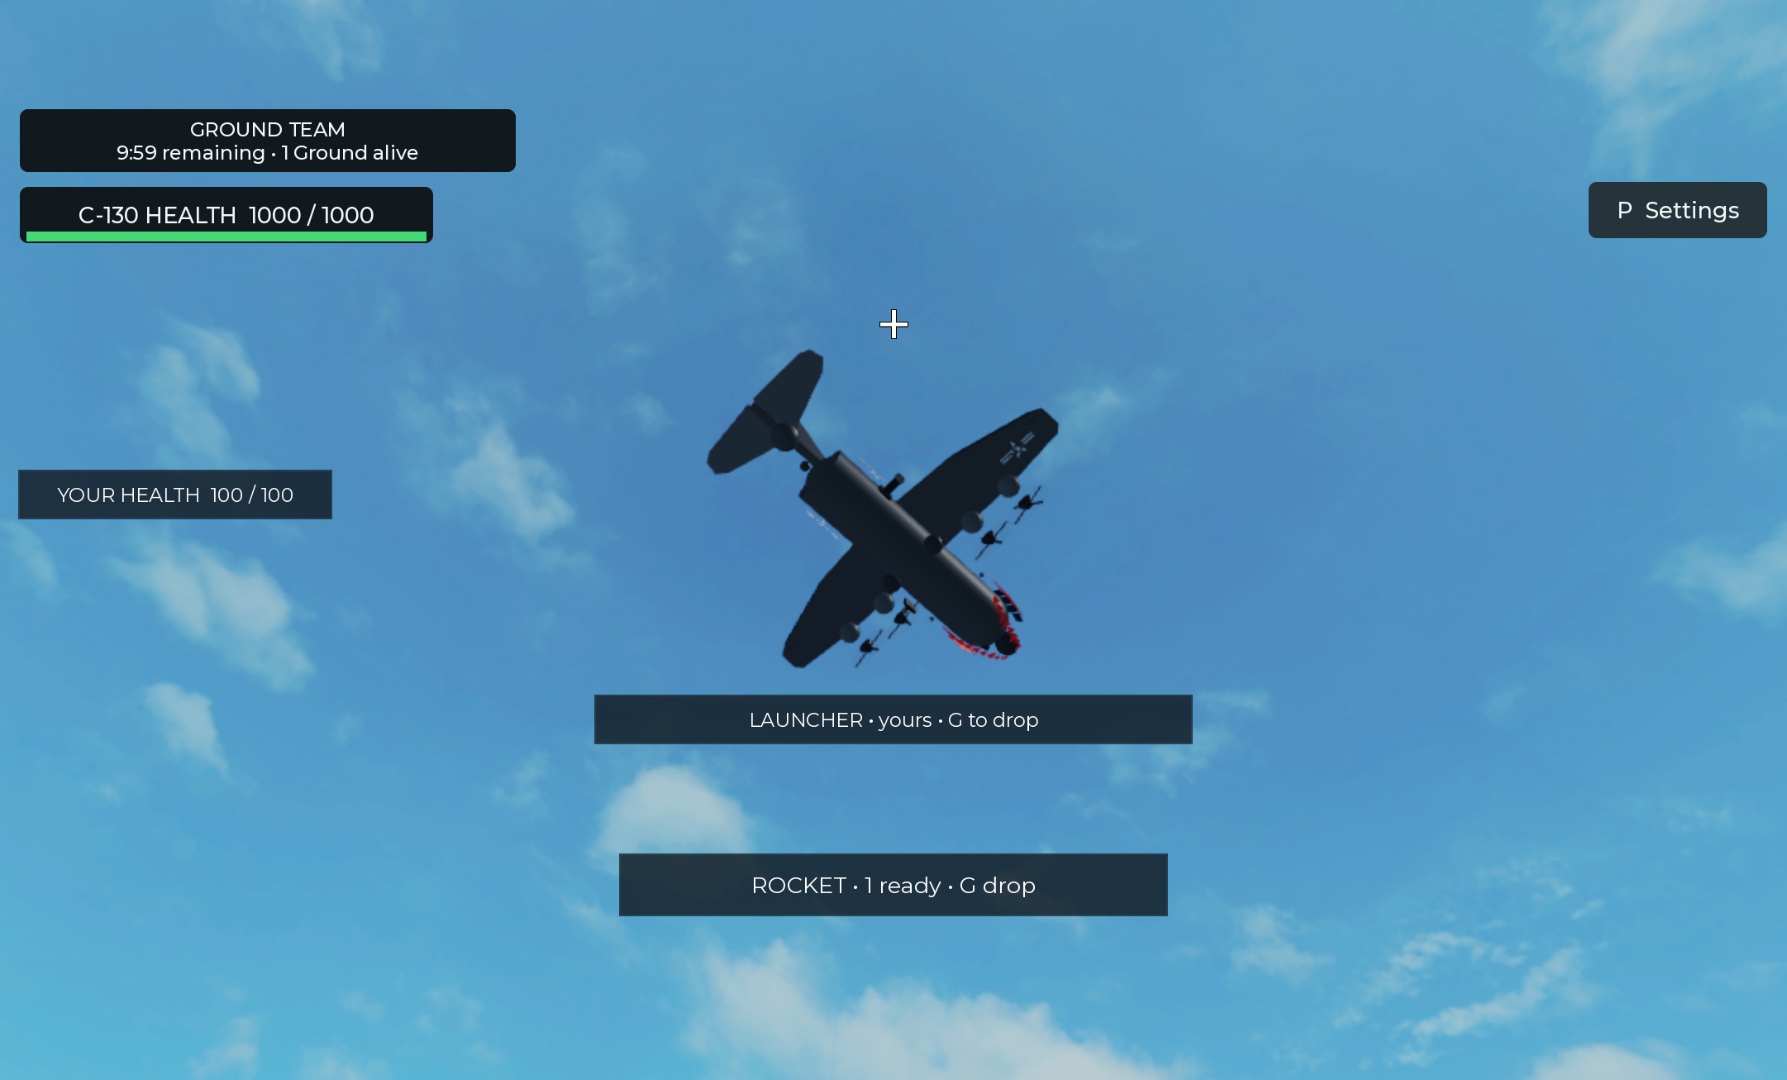 GROUND TEAM
9:59 remaining • 1 Ground alive
C-130 HEALTH 1000 / 1000
P Settings
YOUR HEALTH 100 / 100
LAUNCHER • yours • G to drop
ROCKET • 1 ready • G drop